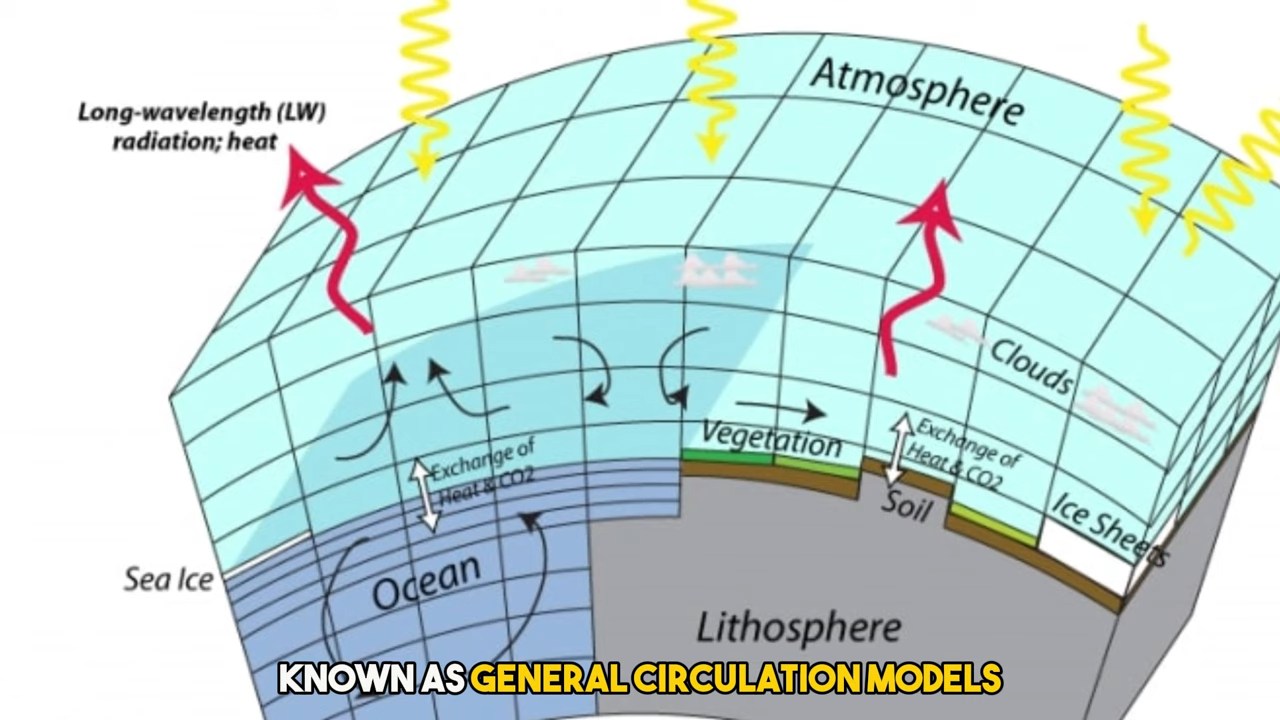 Atmosphere
Long-wavelength (LW)
radiation; heat
Clouds
Vegetation
Exchange of
Heat & CO2
Exchange of
Heat & CO2
Soil
Ice Sheets
Sea Ice
Ocean
Lithosphere
KNOWN AS GENERAL CIRCULATION MODELS